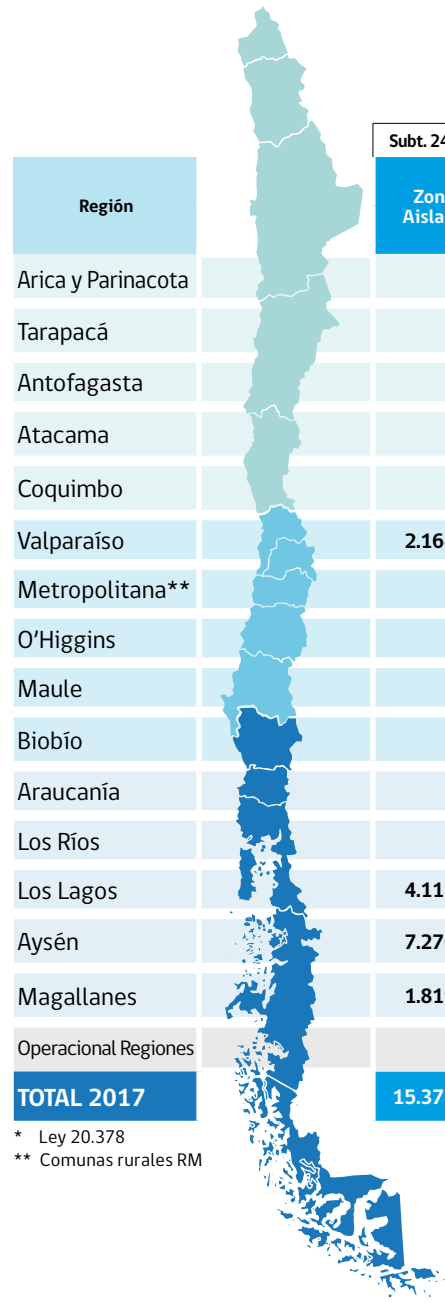 Subt. 24
Región
Zon
Aisla
Arica y Parinacota
Tarapacá
Antofagasta
Atacama
Coquimbo
Valparaíso 2.16
Metropolitana**
O'Higgins
Maule
Biobío
Araucanía
Los Ríos
Los Lagos 4.11
Aysén 7.27
Magallanes 1.81
Operacional Regiones
TOTAL 2017 15.37
* Ley 20.378
** Comunas rurales RM